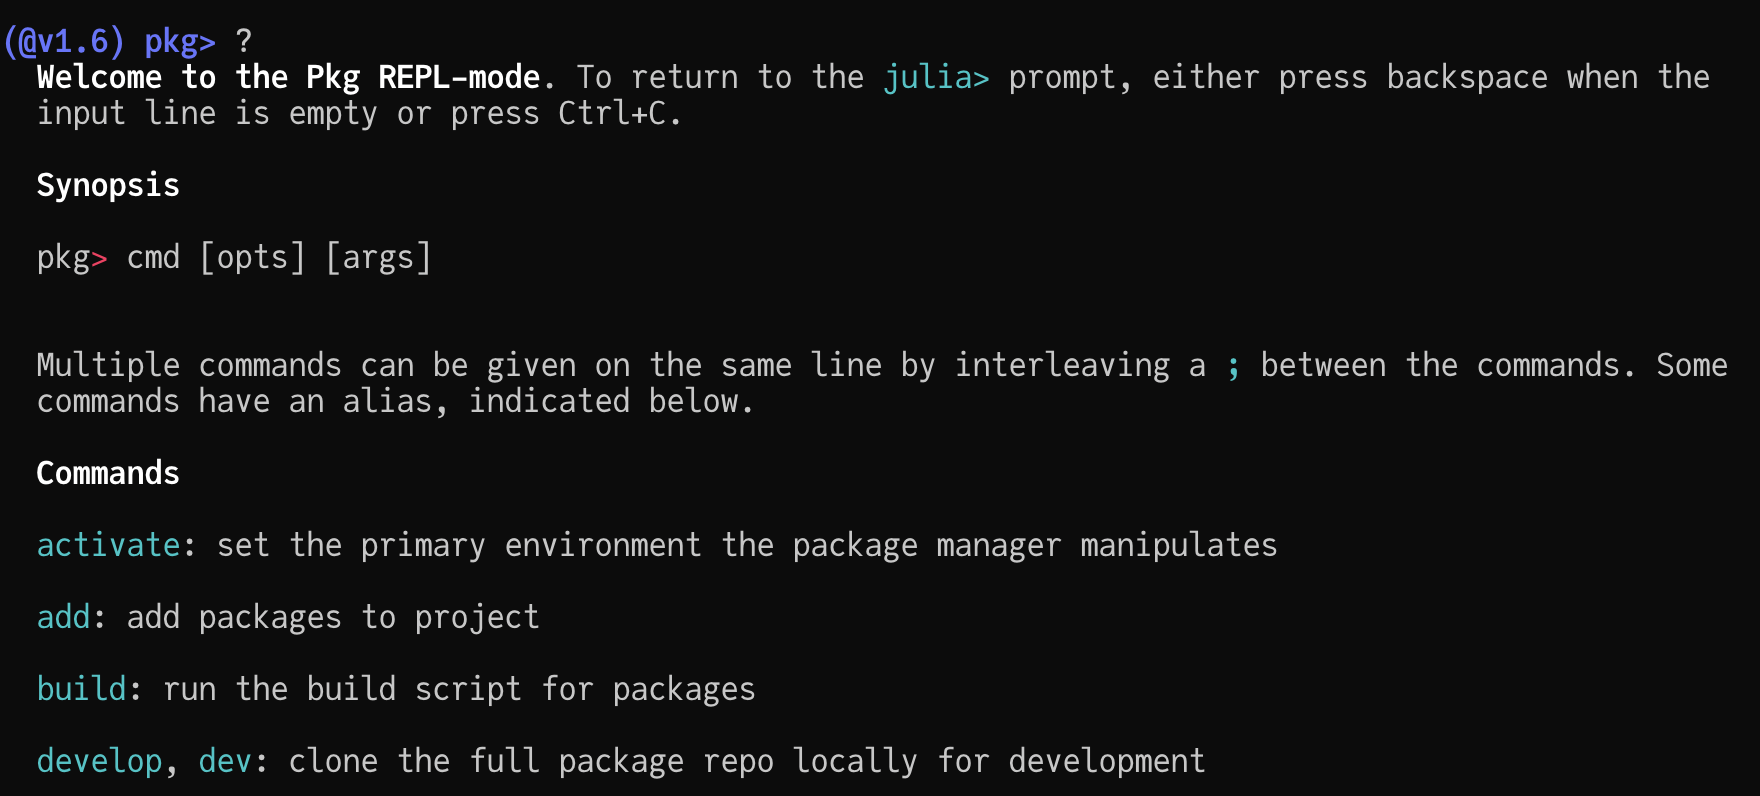 (@v1.6) pkg> ?
Welcome to the Pkg REPL-mode. To return to the julia> prompt, either press backspace when the
input line is empty or press Ctrl+C.
Synopsis
pkg> cmd [opts] [args]
Multiple commands can be given on the same line by interleaving a ; between the commands. Some
commands have an alias, indicated below.
Commands
activate: set the primary environment the package manager manipulates
add: add packages to project
build: run the build script for packages
develop, dev: clone the full package repo locally for development